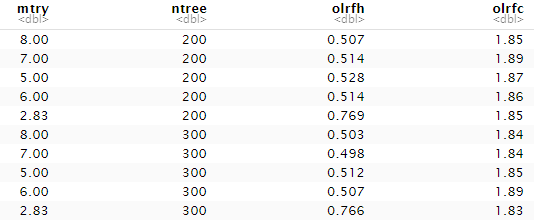 mtry ntree olrfh olrfc
<dbl> <dbl> <dbl> <dbl>
8.00 200 0.507 1.85
7.00 200 0.514 1.89
5.00 200 0.528 1.87
6.00 200 0.514 1.86
2.83 200 0.769 1.85
8.00 300 0.503 1.84
7.00 300 0.498 1.84
5.00 300 0.512 1.85
6.00 300 0.507 1.89
2.83 300 0.766 1.83